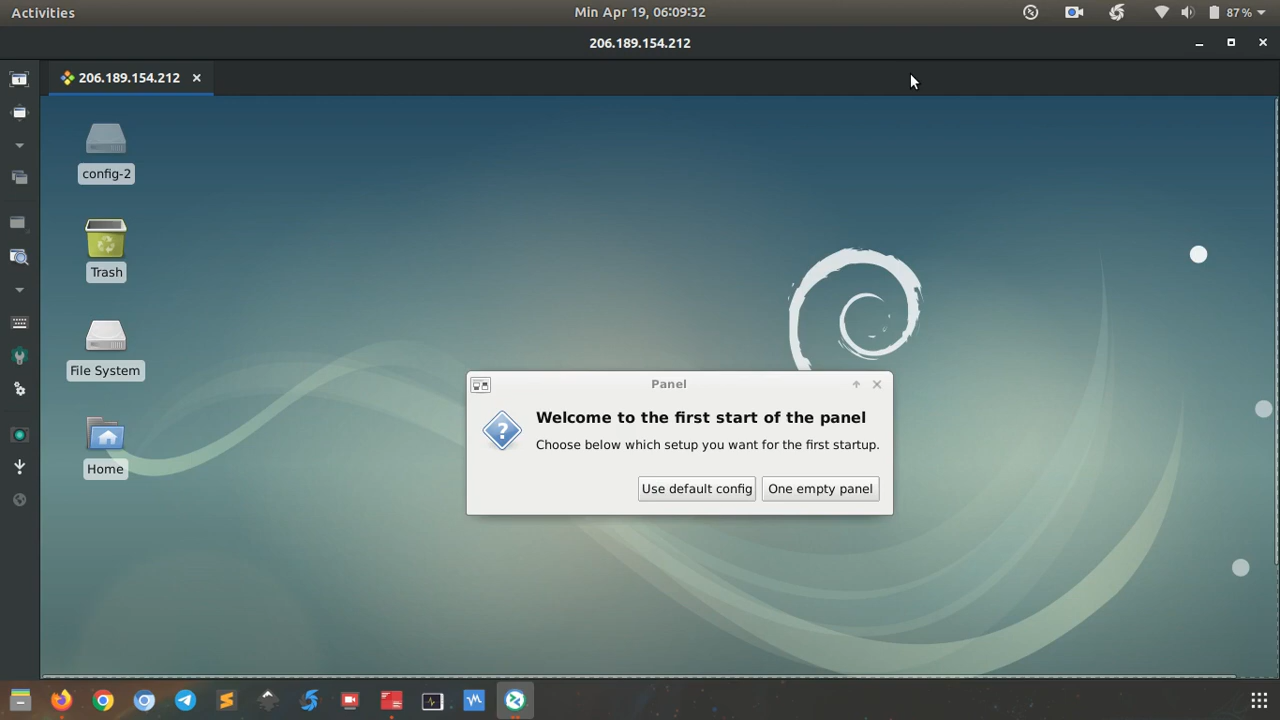 Activities
Min Apr 19, 06:09:32
87%
206.189.154.212
206.189.154.212
config-2
Trash
File System
Home
Panel
Welcome to the first start of the panel
Choose below which setup you want for the first startup.
Use default config
One empty panel